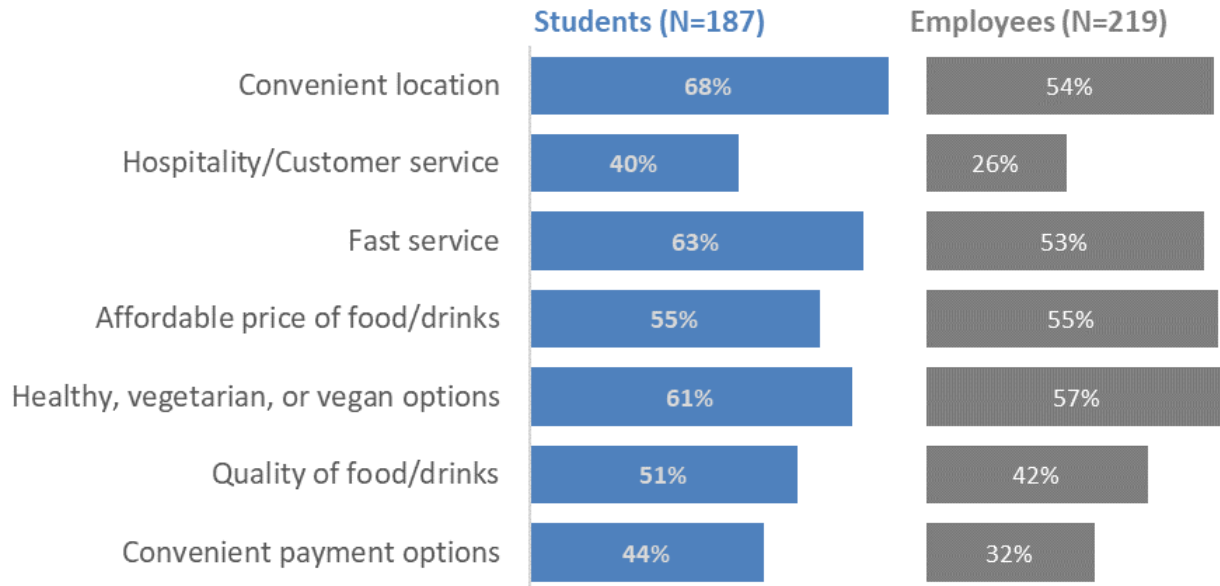 Students (N=187) Employees (N=219)
Convenient location 68% 54%
Hospitality/Customer service 40% 26%
Fast service 63% 53%
Affordable price of food/drinks 55% 55%
Healthy, vegetarian, or vegan options 61% 57%
Quality of food/drinks 51% 42%
Convenient payment options 44% 32%